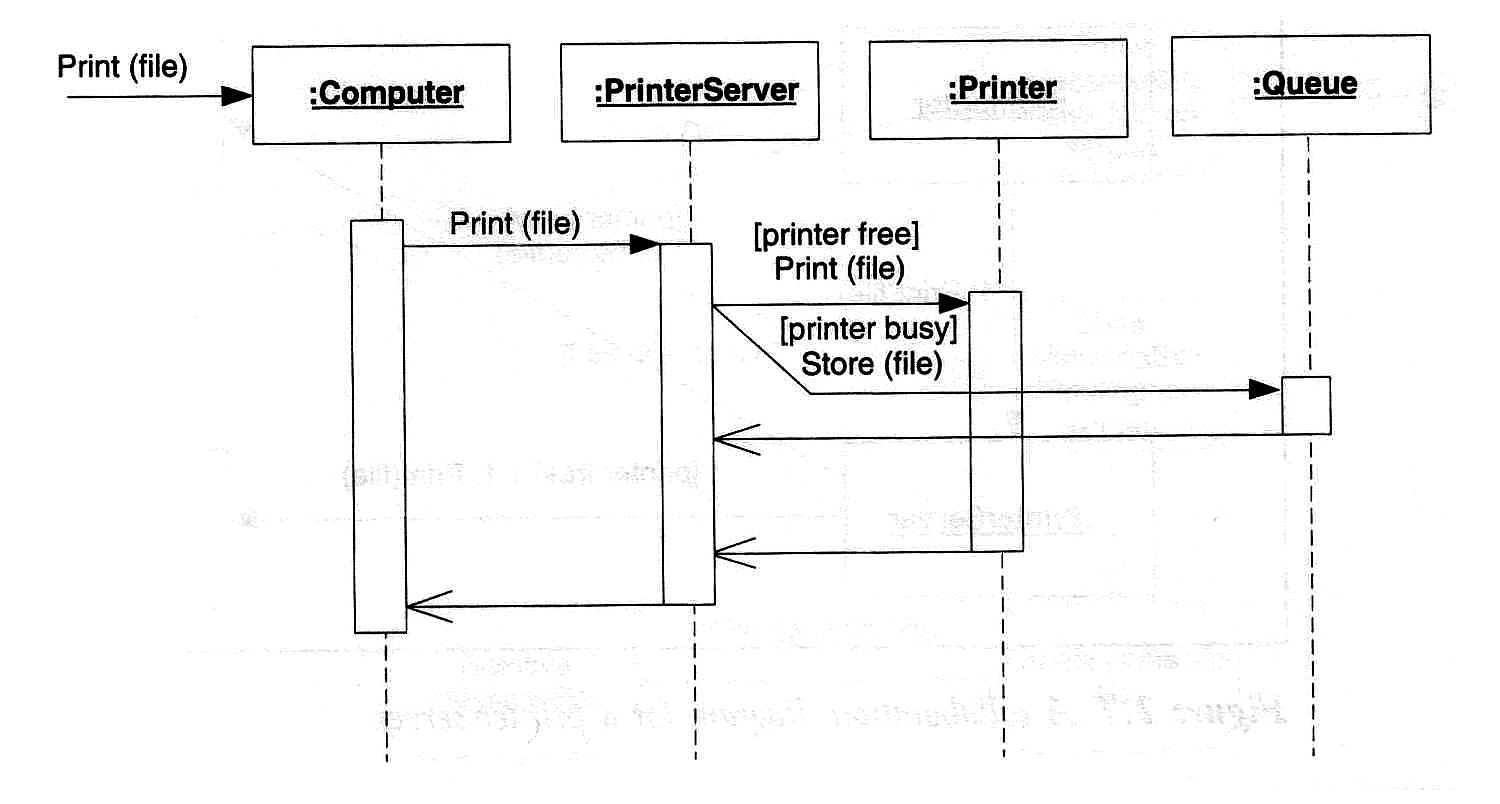 Print (file)
:Computer
:PrinterServer
:Printer
:Queue
Print (file)
[printer free]
Print (file)
[printer busy]
Store (file)